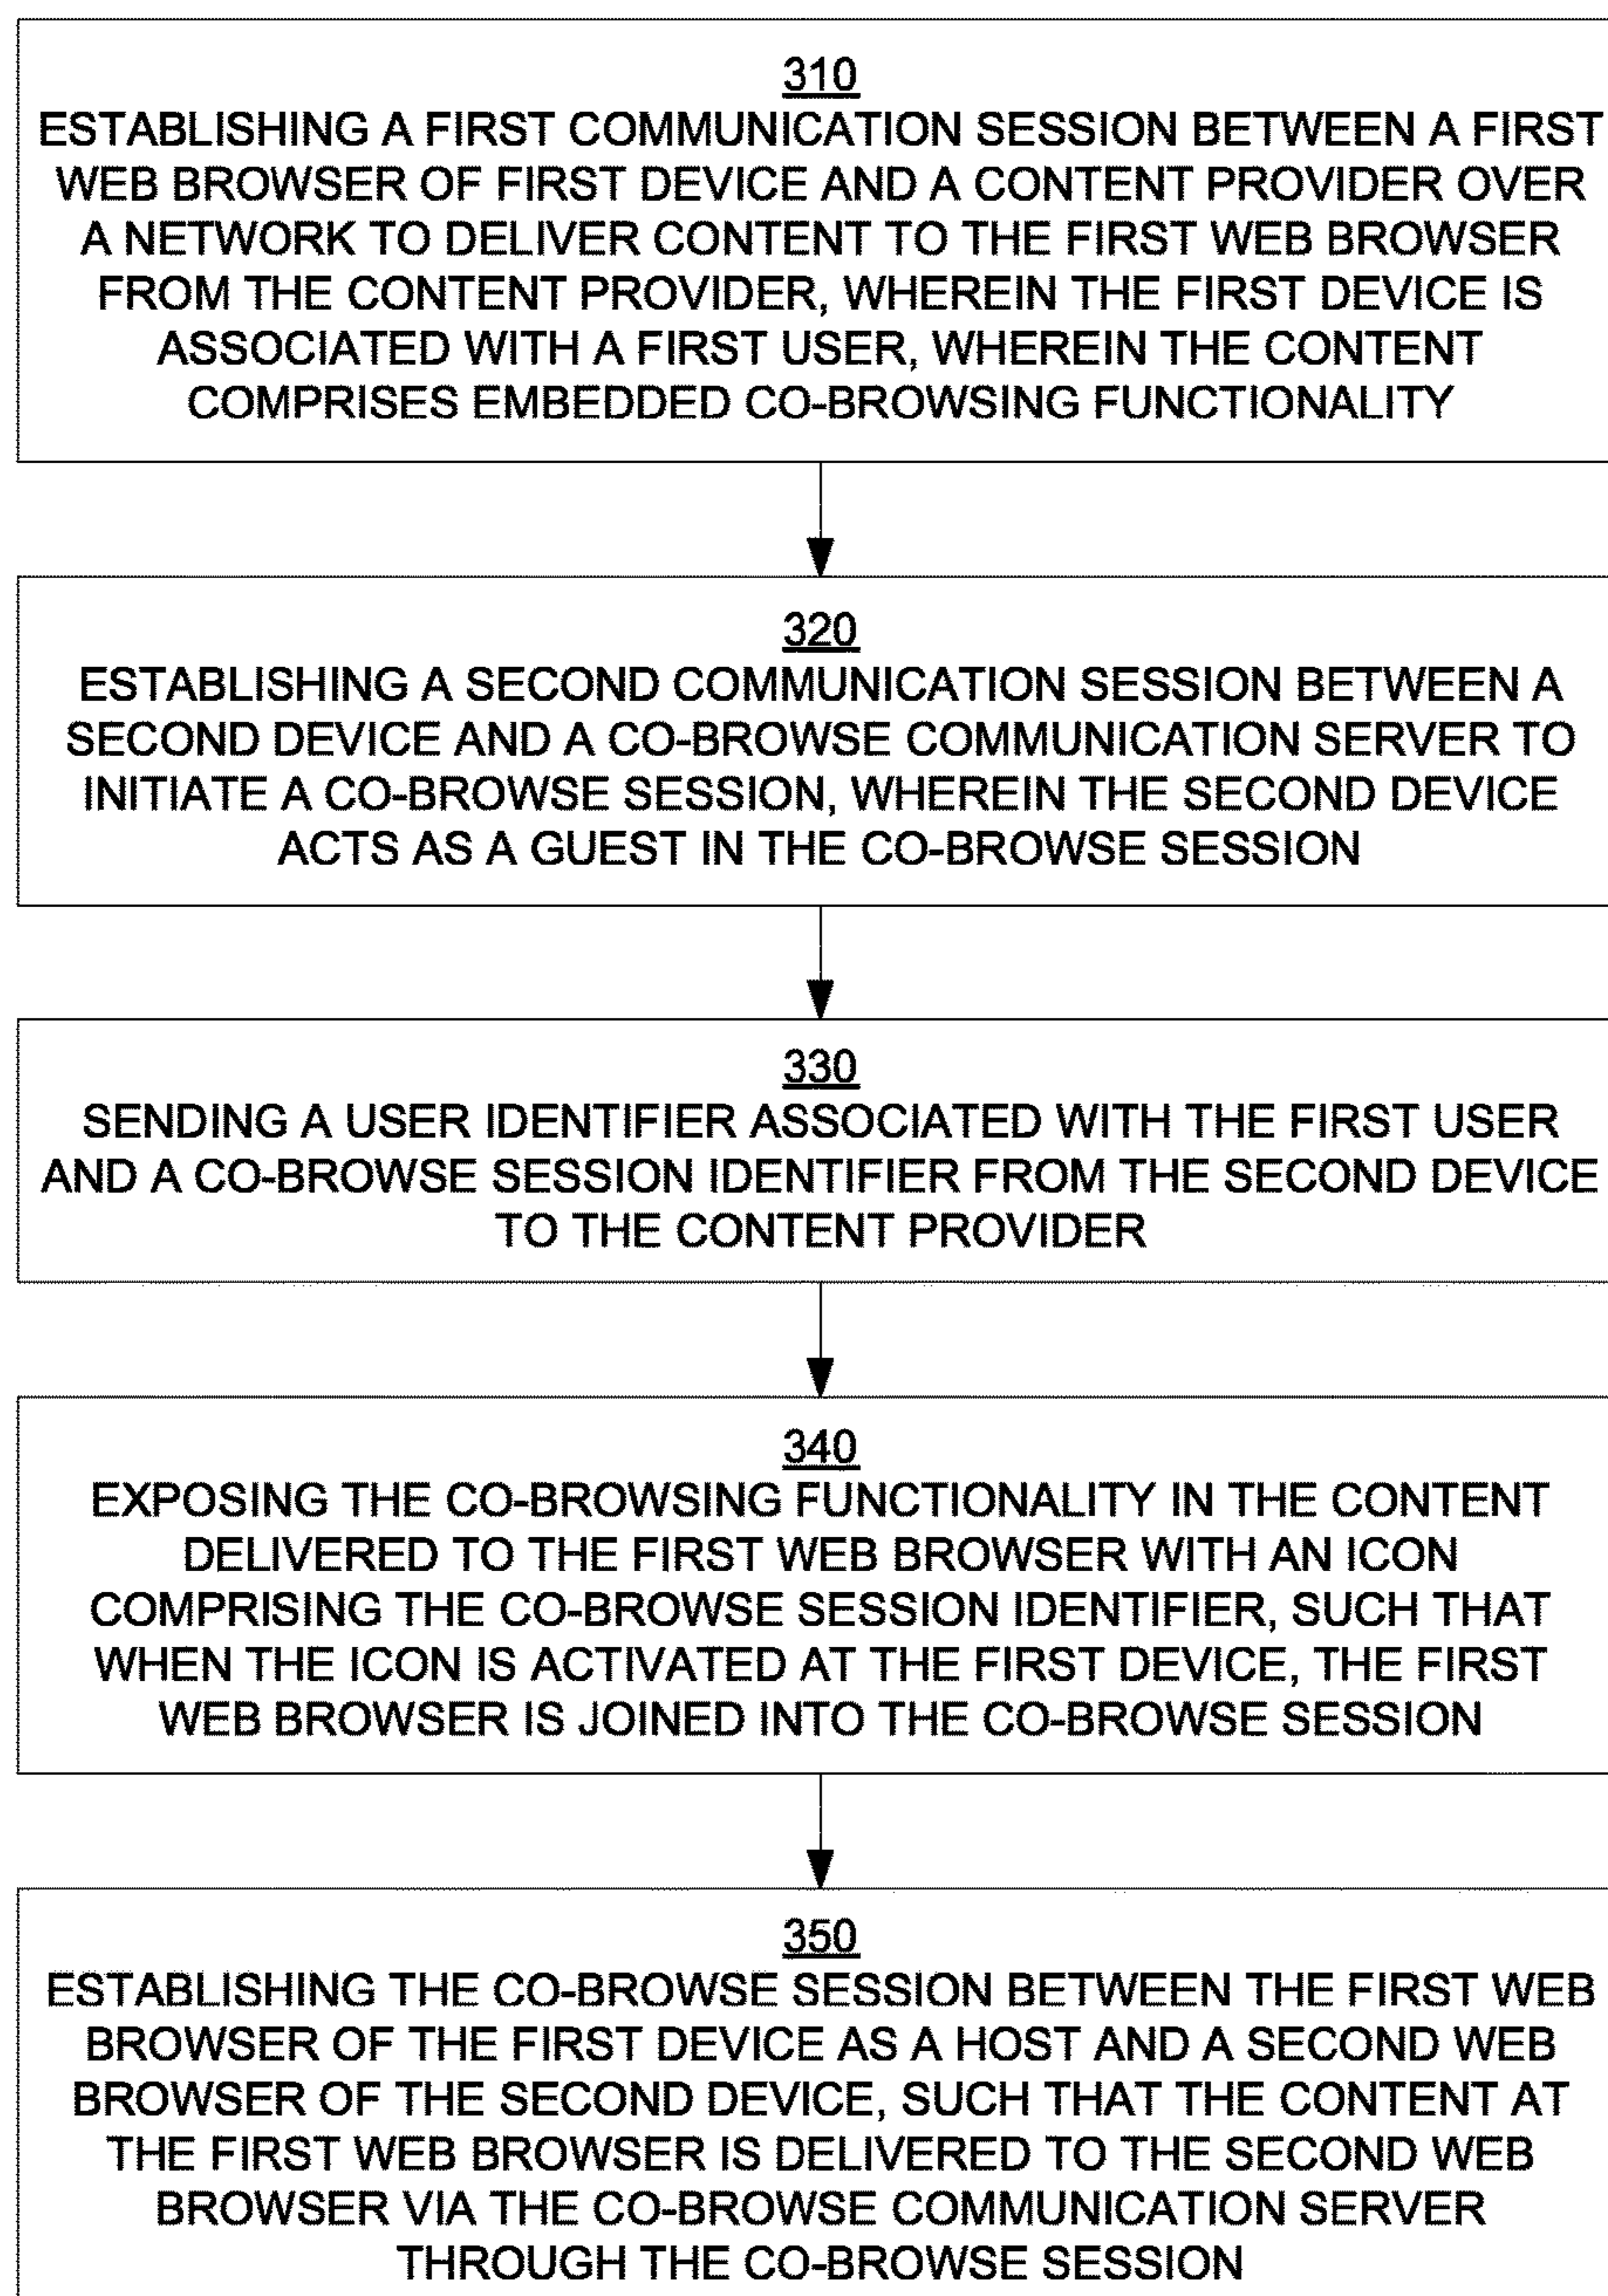 310
ESTABLISHING A FIRST COMMUNICATION SESSION BETWEEN A FIRST
WEB BROWSER OF FIRST DEVICE AND A CONTENT PROVIDER OVER
A NETWORK TO DELIVER CONTENT TO THE FIRST WEB BROWSER
FROM THE CONTENT PROVIDER, WHEREIN THE FIRST DEVICE IS
ASSOCIATED WITH A FIRST USER, WHEREIN THE CONTENT
COMPRISES EMBEDDED CO-BROWSING FUNCTIONALITY
320
ESTABLISHING A SECOND COMMUNICATION SESSION BETWEEN A
SECOND DEVICE AND A CO-BROWSE COMMUNICATION SERVER TO
INITIATE A CO-BROWSE SESSION, WHEREIN THE SECOND DEVICE
ACTS AS A GUEST IN THE CO-BROWSE SESSION
330
SENDING A USER IDENTIFIER ASSOCIATED WITH THE FIRST USER
AND A CO-BROWSE SESSION IDENTIFIER FROM THE SECOND DEVICE
TO THE CONTENT PROVIDER
340
EXPOSING THE CO-BROWSING FUNCTIONALITY IN THE CONTENT
DELIVERED TO THE FIRST WEB BROWSER WITH AN ICON
COMPRISING THE CO-BROWSE SESSION IDENTIFIER, SUCH THAT
WHEN THE ICON IS ACTIVATED AT THE FIRST DEVICE, THE FIRST
WEB BROWSER IS JOINED INTO THE CO-BROWSE SESSION
350
ESTABLISHING THE CO-BROWSE SESSION BETWEEN THE FIRST WEB
BROWSER OF THE FIRST DEVICE AS A HOST AND A SECOND WEB
BROWSER OF THE SECOND DEVICE, SUCH THAT THE CONTENT AT
THE FIRST WEB BROWSER IS DELIVERED TO THE SECOND WEB
BROWSER VIA THE CO-BROWSE COMMUNICATION SERVER
THROUGH THE CO-BROWSE SESSION